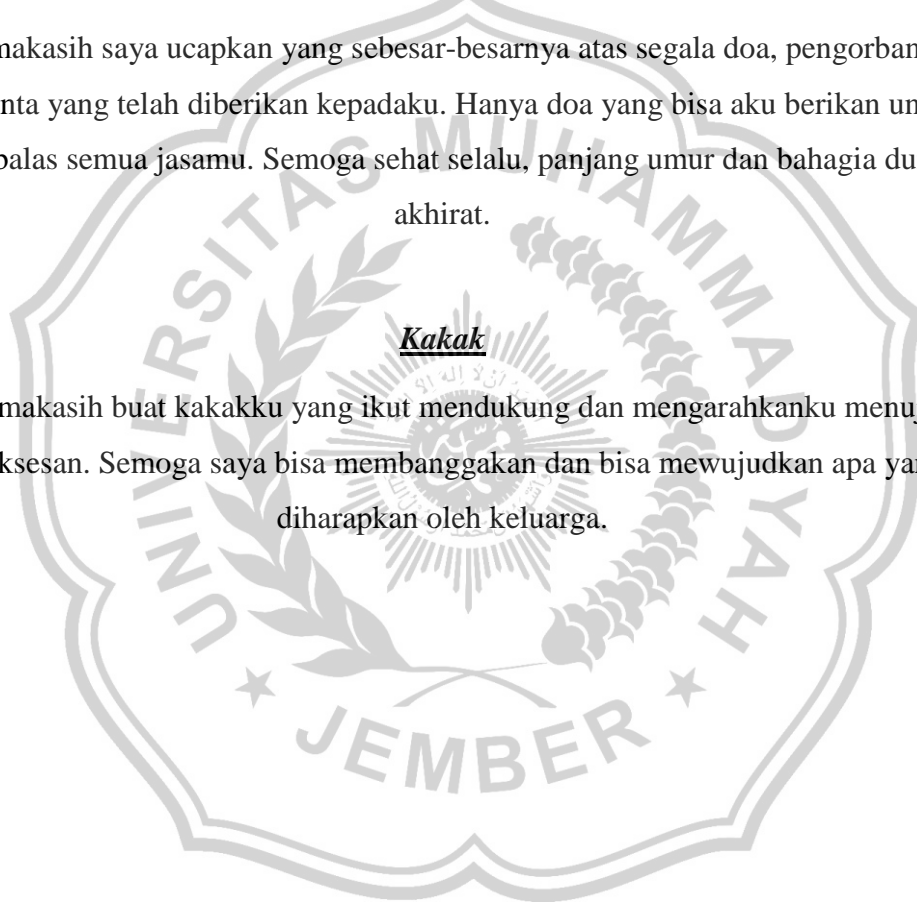 makasih saya ucapkan yang sebesar-besarnya atas segala doa, pengorban
nta yang telah diberikan kepadaku. Hanya doa yang bisa aku berikan un
balas semua jasamu. Semoga sehat selalu, panjang umur dan bahagia du
akhirat.
Kakak
makasih buat kakakku yang ikut mendukung dan mengarahkanku menuj
ksesan. Semoga saya bisa membanggakan dan bisa mewujudkan apa yan
diharapkan oleh keluarga.
UNIVERSITAS MUHAMMADIYAH
JEMBER